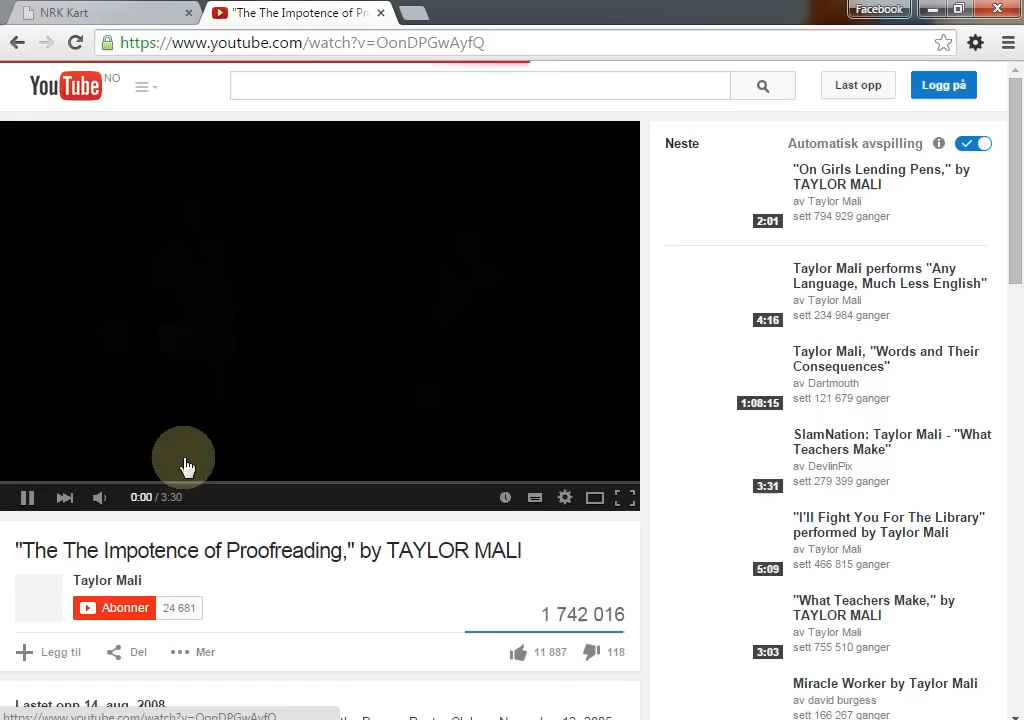 NRK Kart
"The The Impotence of Pr
Facebook
https://www.youtube.com/watch?v=OonDPGwAyfQ
YouTube NO
Last opp
Logg på
Neste
Automatisk avspilling
"On Girls Lending Pens," by
TAYLOR MALI
av Taylor Mali
sett 794 929 ganger
2:01
Taylor Mali performs "Any
Language, Much Less English"
av Taylor Mali
sett 234 984 ganger
4:16
Taylor Mali, "Words and Their
Consequences"
av Dartmouth
sett 121 679 ganger
1:08:15
SlamNation: Taylor Mali - "What
Teachers Make"
av DevlinPix
sett 279 399 ganger
3:31
"I'll Fight You For The Library"
performed by Taylor Mali
av Taylor Mali
sett 466 815 ganger
5:09
"What Teachers Make," by
TAYLOR MALI
av Taylor Mali
sett 755 510 ganger
3:03
Miracle Worker by Taylor Mali
av david burgess
sett 166 267 ganger
0:00 / 3:30
"The The Impotence of Proofreading," by TAYLOR MALI
Taylor Mali
Abonner 24 681
1 742 016
Legg til
Del
Mer
11 887
118
Lastet opp 14. aug. 2008
https://www.youtube.com/watch?v=OonDPGwAyfQ